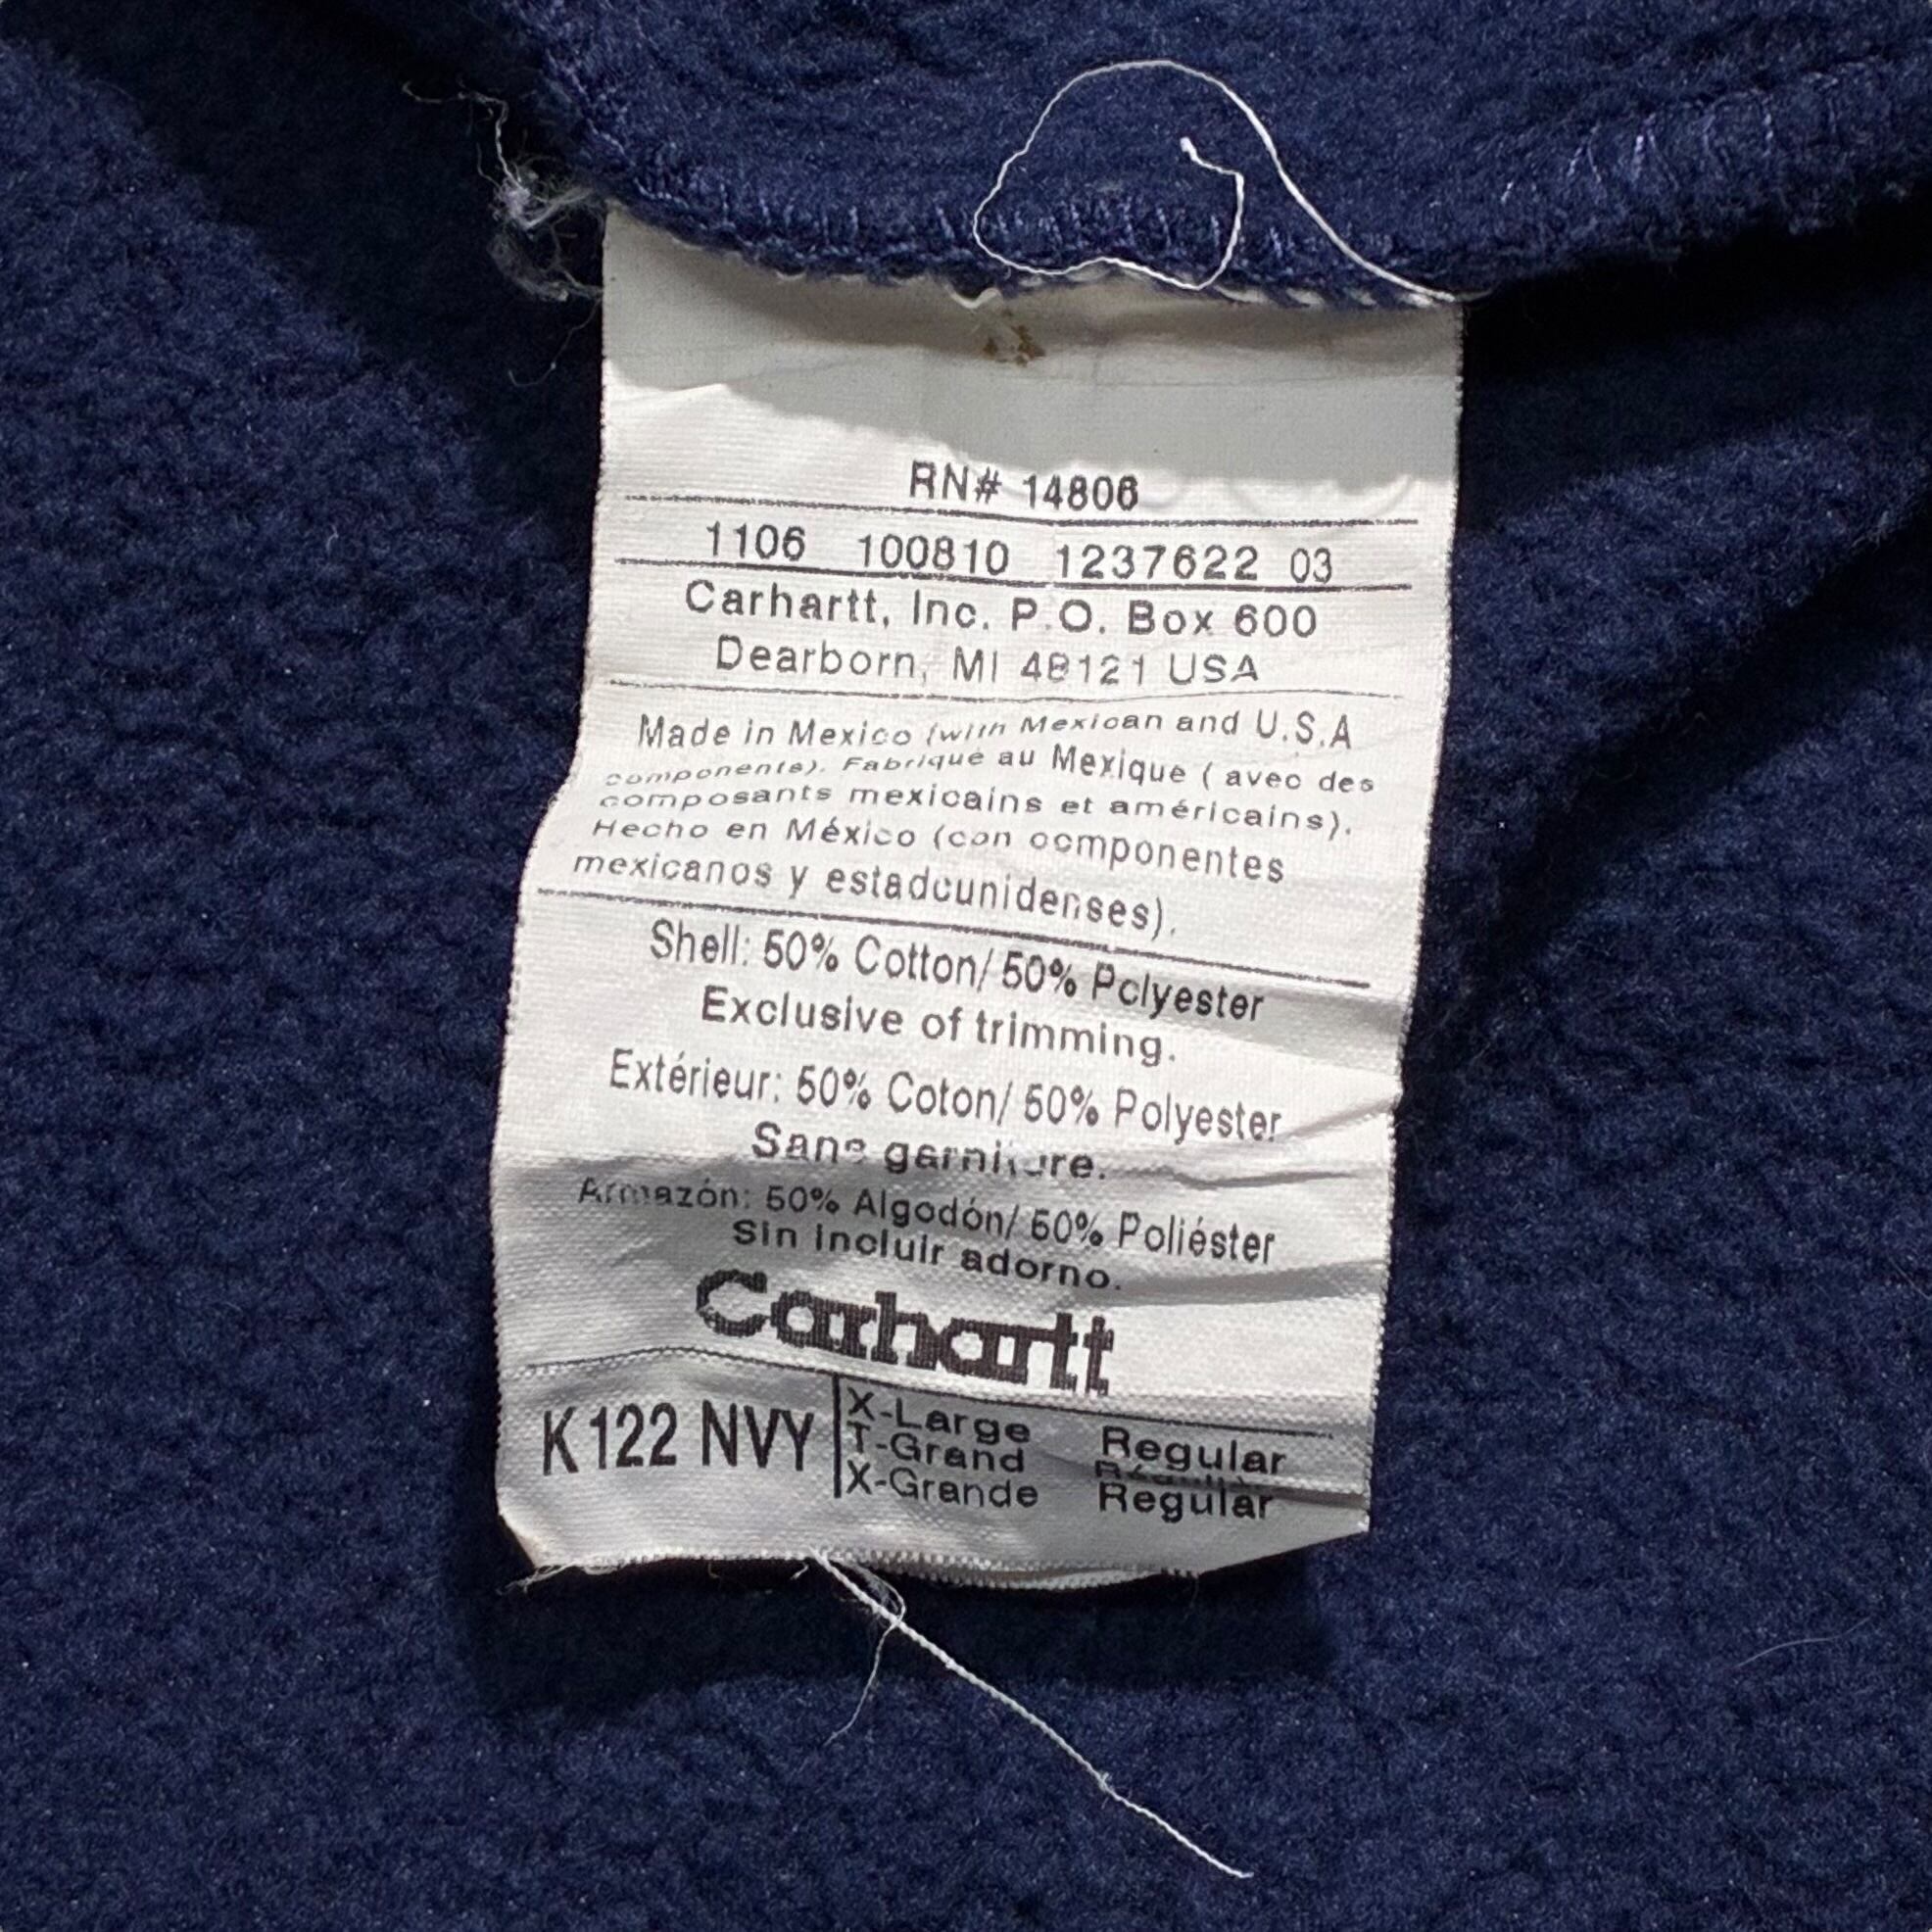 RN# 14806
1106 100810 1237622 03
Carhartt, Inc. P.O. Box 600
Dearborn, MI 48121 USA
Made in Mexico (with Mexican and U.S.A
components). Fabriqué au Mexique ( avec des
composants mexicains et américains).
Hecho en México (con componentes
mexicanos y estadounidenses).
Shell: 50% Cotton/ 50% Polyester
Exclusive of trimming.
Extérieur: 50% Coton/ 50% Polyester
Sans garniture.
Armazón: 50% Algodón/ 50% Poliéster
Sin incluir adorno.
Carhartt
K122 NVY
X-Large Regular
T-Grand
X-Grande Regular